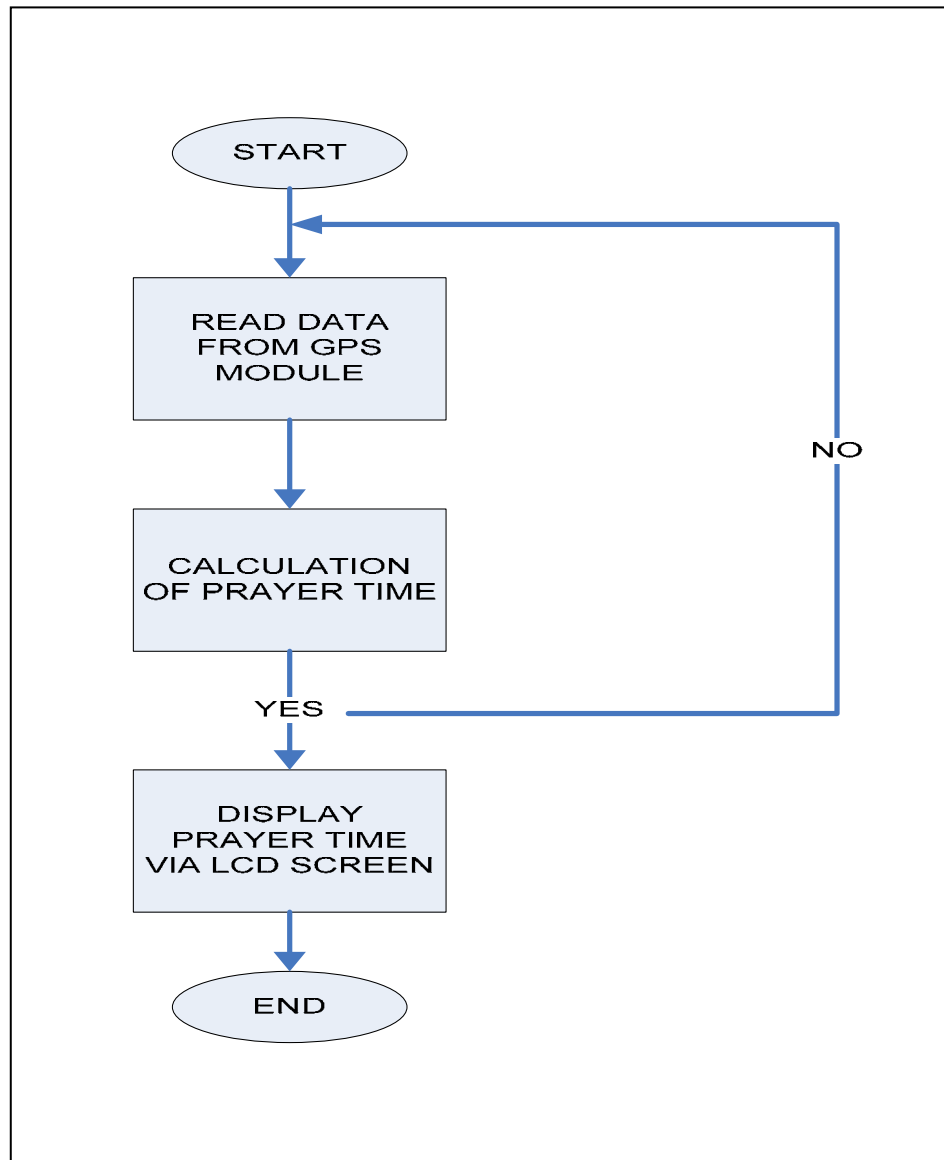 START
READ DATA
FROM GPS
MODULE
NO
CALCULATION
OF PRAYER TIME
YES
DISPLAY
PRAYER TIME
VIA LCD SCREEN
END